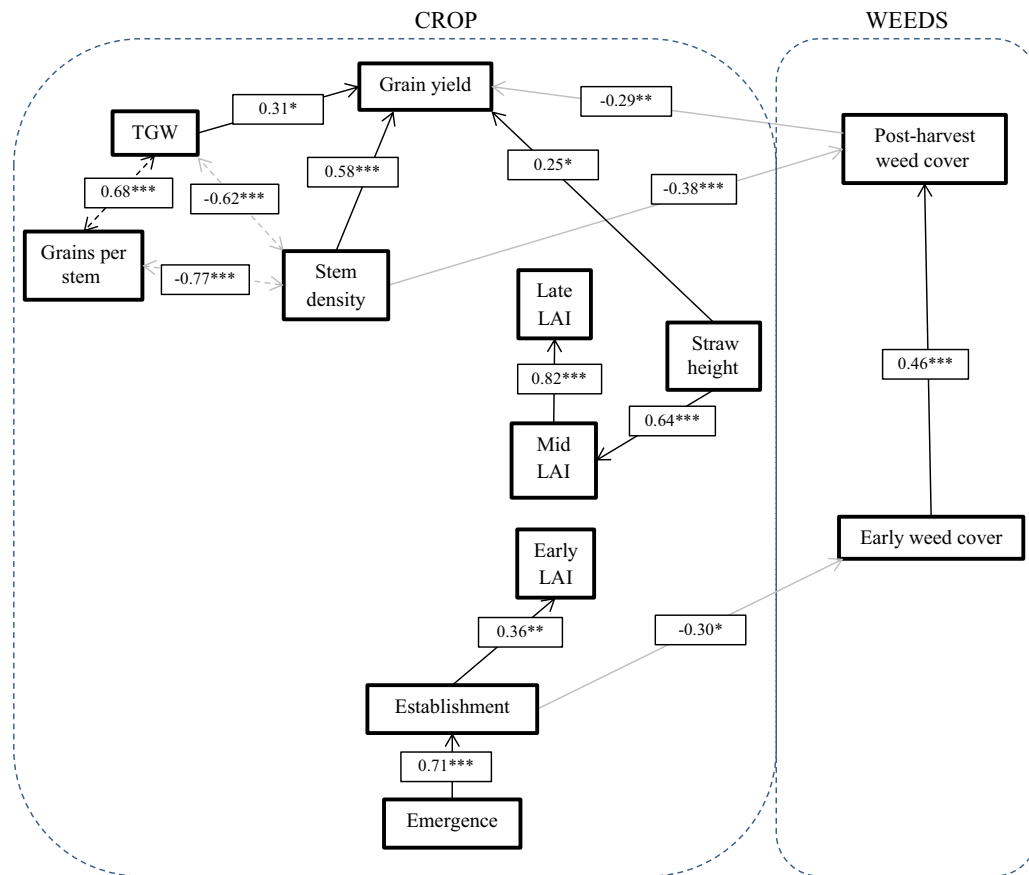 CROP
WEEDS
Grain yield
-0.29**
0.31*
TGW
Post-harvest
weed cover
0.58***
0.25*
0.68***
-0.62***
-0.38***
Grains per
stem
-0.77***
Stem
density
Late
LAI
Straw
height
0.82***
0.46***
0.64***
Mid
LAI
Early weed cover
Early
LAI
0.36**
-0.30*
Establishment
0.71***
Emergence